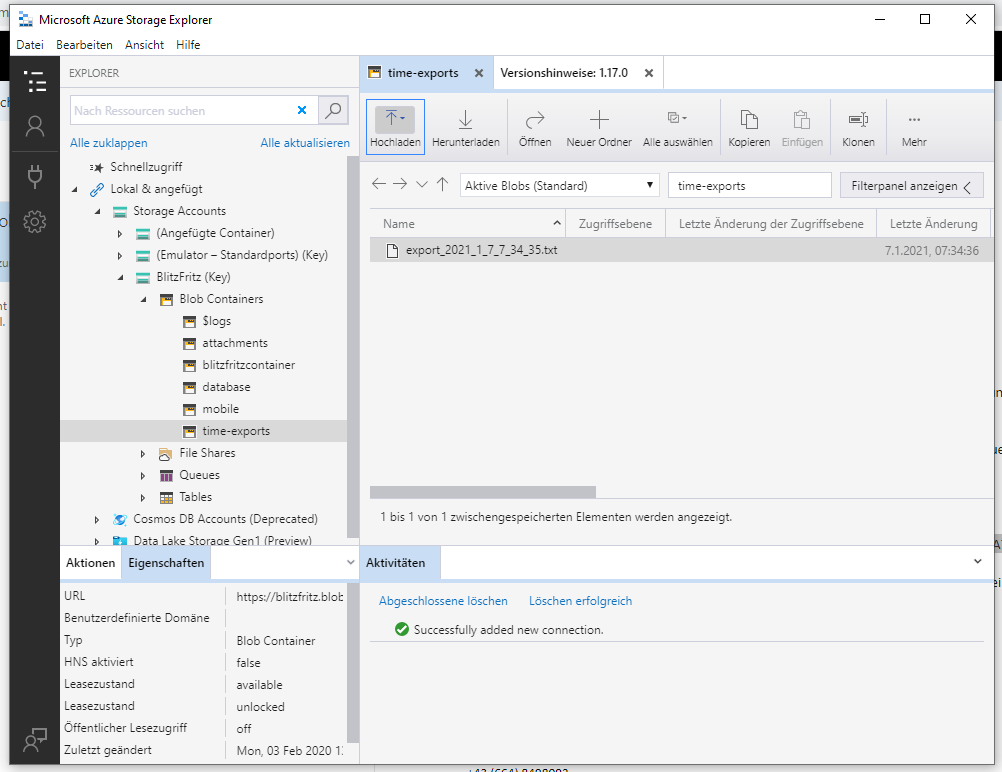 Microsoft Azure Storage Explorer
Datei Bearbeiten Ansicht Hilfe
EXPLORER
Nach Ressourcen suchen
Alle zuklappen Alle aktualisieren
Schnellzugriff
Lokal & angefügt
Storage Accounts
(Angefügte Container)
(Emulator – Standardports) (Key)
BlitzFritz (Key)
Blob Containers
$logs
attachments
blitzfritzcontainer
database
mobile
time-exports
File Shares
Queues
Tables
Cosmos DB Accounts (Deprecated)
Data Lake Storage Gen1 (Preview)
time-exports Versionshinweise: 1.17.0
Hochladen Herunterladen Öffnen Neuer Ordner Alle auswählen Kopieren Einfügen Klonen Mehr
Aktive Blobs (Standard) time-exports Filterpanel anzeigen
Name Zugriffsebene Letzte Änderung der Zugriffsebene Letzte Änderung
export_2021_1_7_7_34_35.txt 7.1.2021, 07:34:36
1 bis 1 von 1 zwischengespeicherten Elementen werden angezeigt.
Aktionen Eigenschaften
URL https://blitzfritz.blob
Benutzerdefinierte Domäne
Typ Blob Container
HNS aktiviert false
Leasezustand available
Leasezustand unlocked
Öffentlicher Lesezugriff off
Zuletzt geändert Mon, 03 Feb 2020 1
Aktivitäten
Abgeschlossene löschen Löschen erfolgreich
Successfully added new connection.